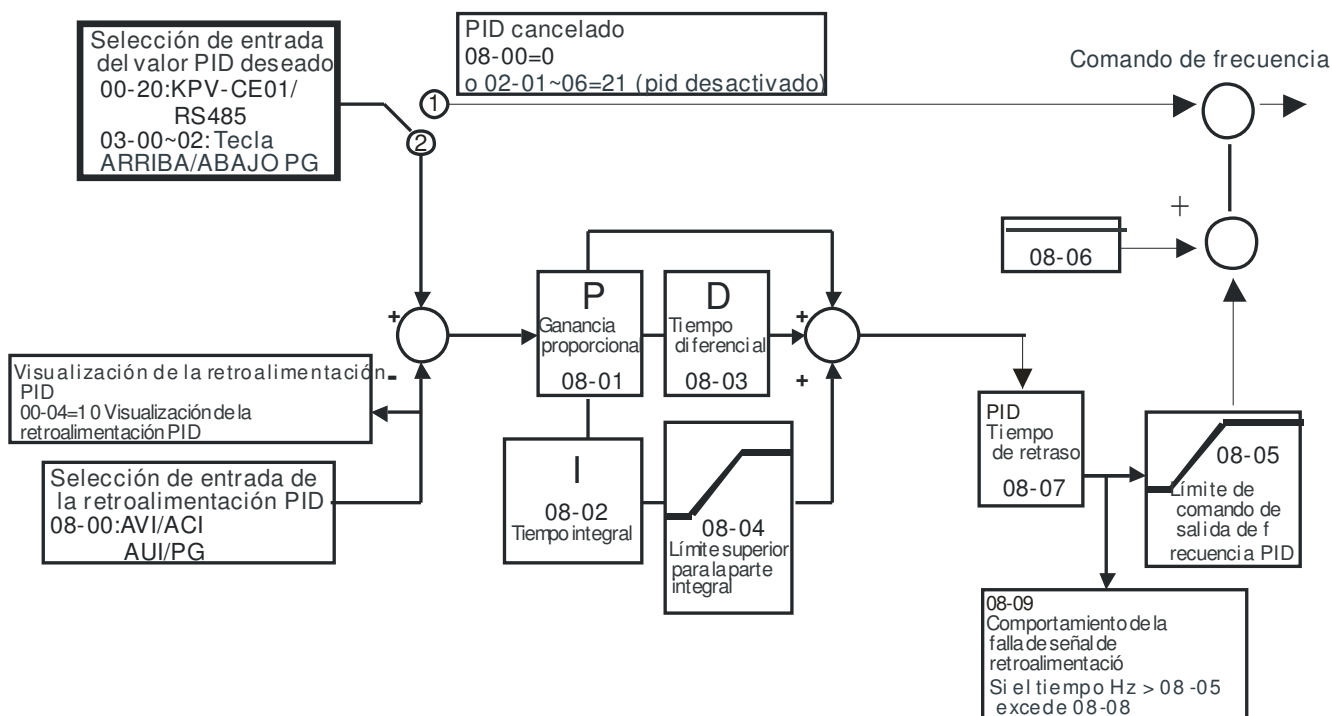 Selección de entrada
del valor PID deseado
00-20:KPV-CE01/
RS485
03-00~02: Tecla
ARRIBA/ABAJO PG
PID cancelado
08-00=0
o 02-01~06=21 (pid desactivado)
1
2
Comando de frecuencia
+
08-06
+
-
Visualización de la retroalimentación
PID
00-04=10 Visualización de la
retroalimentación PID
Selección de entrada de
la retroalimentación PID
08-00:AVI/ACI
AUI/PG
P
Ganancia
proporciona
08-01
D
Tiempo
diferencial
08-03
+
+
I
08-02
Tiempo integral
08-04
Límite superior
para la parte
integral
PID
Tiempo
de retraso
08-07
08-05
Límite de
comando de
salida de f
recuencia PID
08-09
Comportamiento de la
falla de señal de
retroalimentació
Si el tiempo Hz > 08-05
excede 08-08